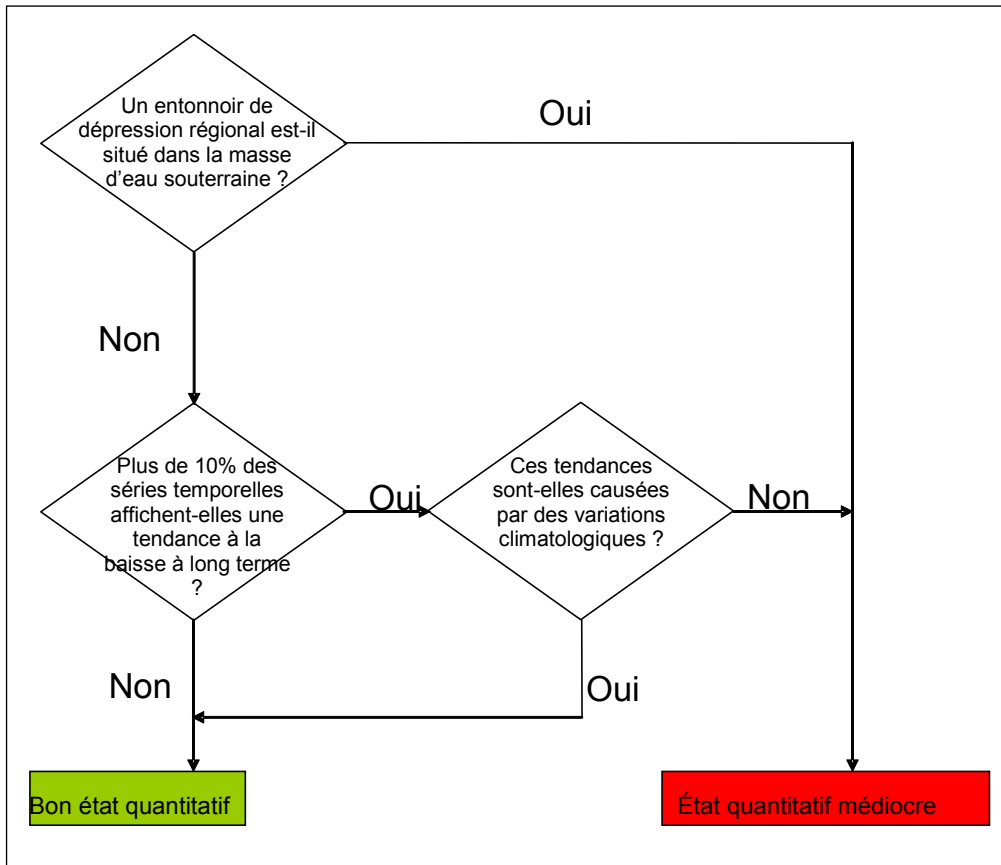 Un entonnoir de
dépression régional est-il
situé dans la masse
d'eau souterraine ?
Oui
Non
Plus de 10% des
séries temporelles
affichent-elles une
tendance à la
baisse à long terme
?
Oui
Ces tendances
sont-elles causées
par des variations
climatologiques ?
Non
Non
Oui
Bon état quantitatif
État quantitatif médiocre